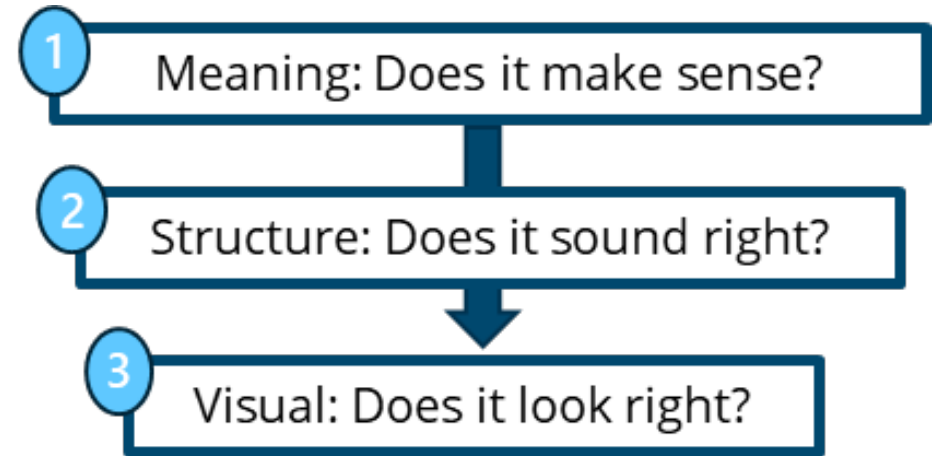 1
Meaning: Does it make sense?
2
Structure: Does it sound right?
3
Visual: Does it look right?